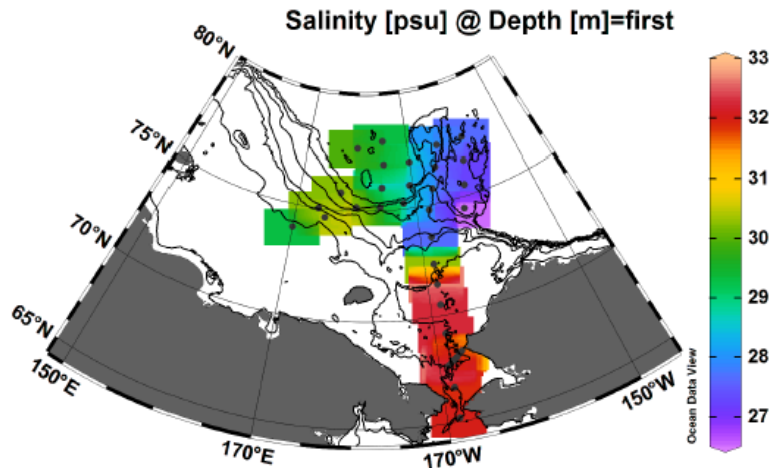 Salinity [psu] @ Depth [m]=first
80°N
75°N
70°N
65°N
150°E
170°E
170°W
150°W
33
32
31
30
29
28
27
Ocean Data View